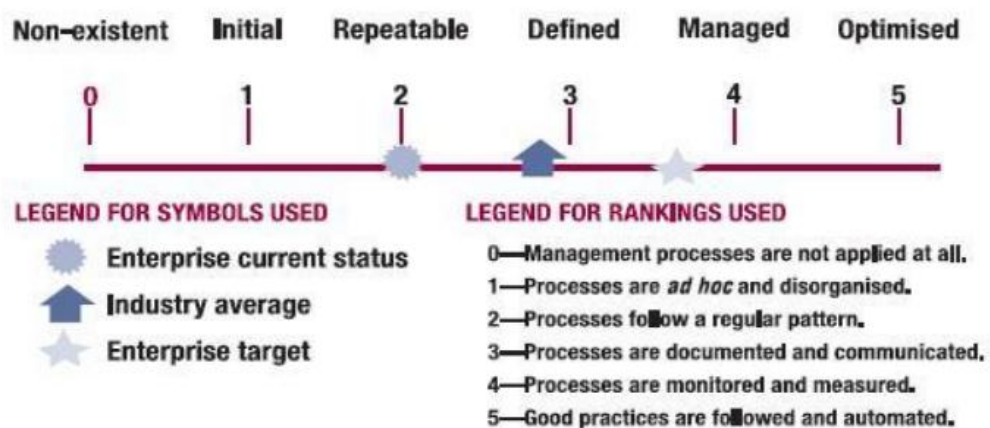 Non-existent Initial Repeatable Defined Managed Optimised
0 1 2 3 4 5
LEGEND FOR SYMBOLS USED
Enterprise current status
Industry average
Enterprise target
LEGEND FOR RANKINGS USED
0—Management processes are not applied at all.
1—Processes are ad hoc and disorganised.
2—Processes follow a regular pattern.
3—Processes are documented and communicated.
4—Processes are monitored and measured.
5—Good practices are followed and automated.